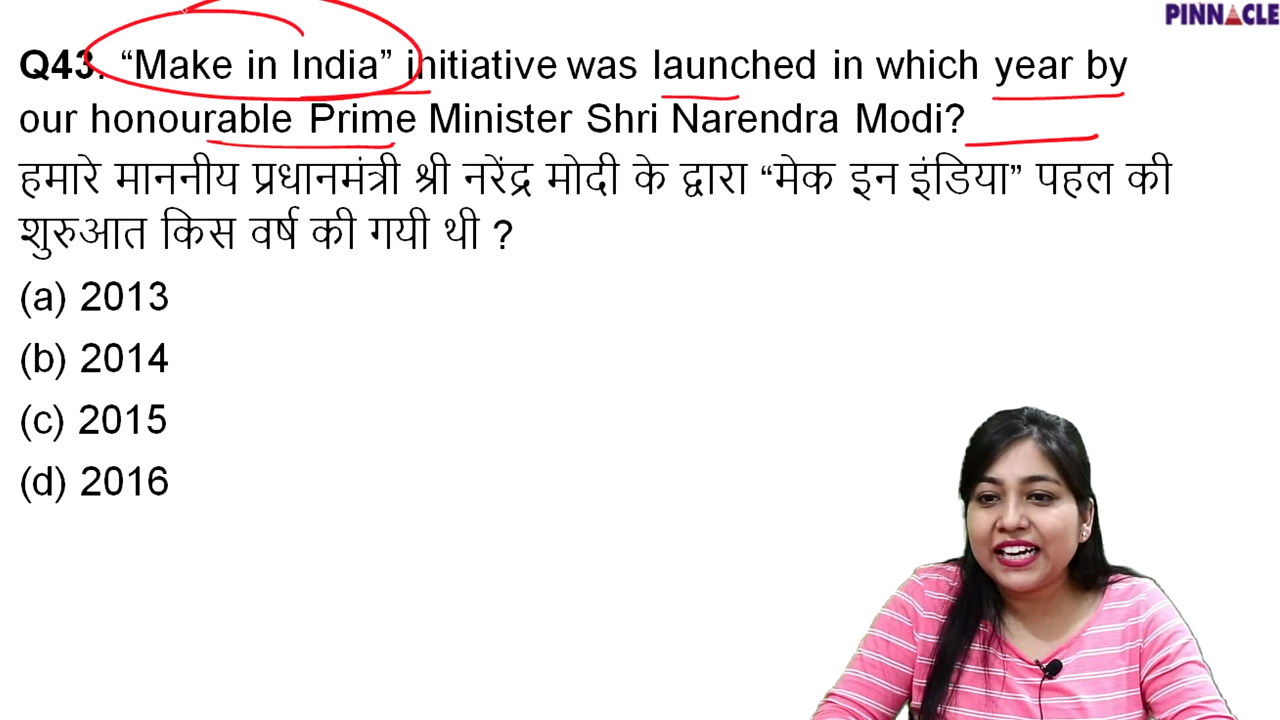 PINNACLE
Q43. “Make in India” initiative was launched in which year by
our honourable Prime Minister Shri Narendra Modi?
हमारे माननीय प्रधानमंत्री श्री नरेंद्र मोदी के द्वारा “मेक इन इंडिया” पहल की
शुरुआत किस वर्ष की गयी थी ?
(a) 2013
(b) 2014
(c) 2015
(d) 2016